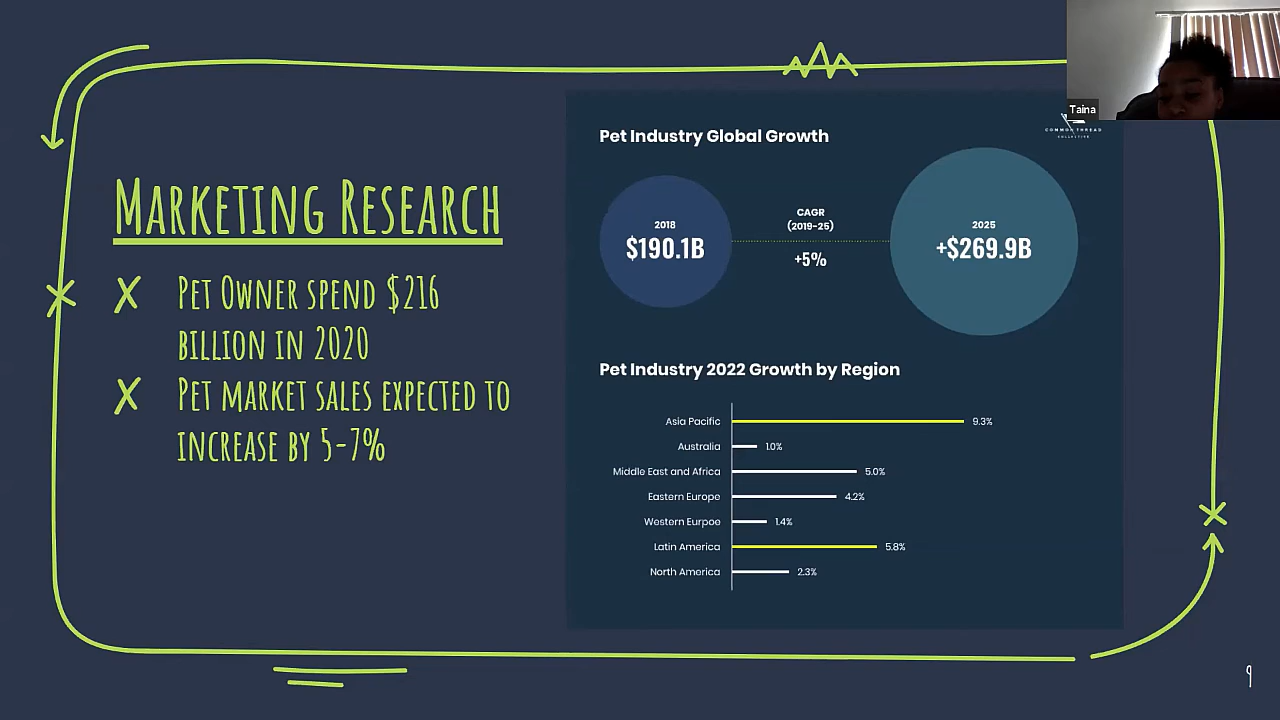 Taina
COMMON THREAD
COLLECTIVE
Marketing Research
X Pet Owner spend $216
billion in 2020
X Pet market sales expected to
increase by 5-7%
Pet Industry Global Growth
2018
$190.1B
CAGR
(2019-25)
+5%
2025
+$269.9B
Pet Industry 2022 Growth by Region
Asia Pacific 9.3%
Australia 1.0%
Middle East and Africa 5.0%
Eastern Europe 4.2%
Western Eurpoe 1.4%
Latin America 5.8%
North America 2.3%
9